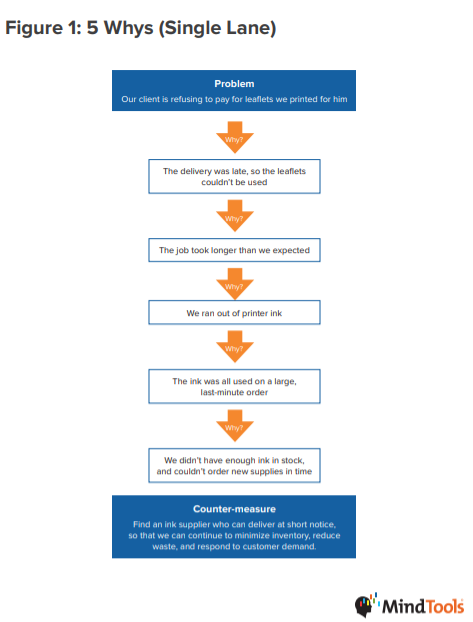 Figure 1: 5 Whys (Single Lane)
Problem
Our client is refusing to pay for leaflets we printed for him
Why?
The delivery was late, so the leaflets
couldn't be used
Why?
The job took longer than we expected
Why?
We ran out of printer ink
Why?
The ink was all used on a large,
last-minute order
Why?
We didn't have enough ink in stock,
and couldn't order new supplies in time
Counter-measure
Find an ink supplier who can deliver at short notice,
so that we can continue to minimize inventory, reduce
waste, and respond to customer demand.
MindTools